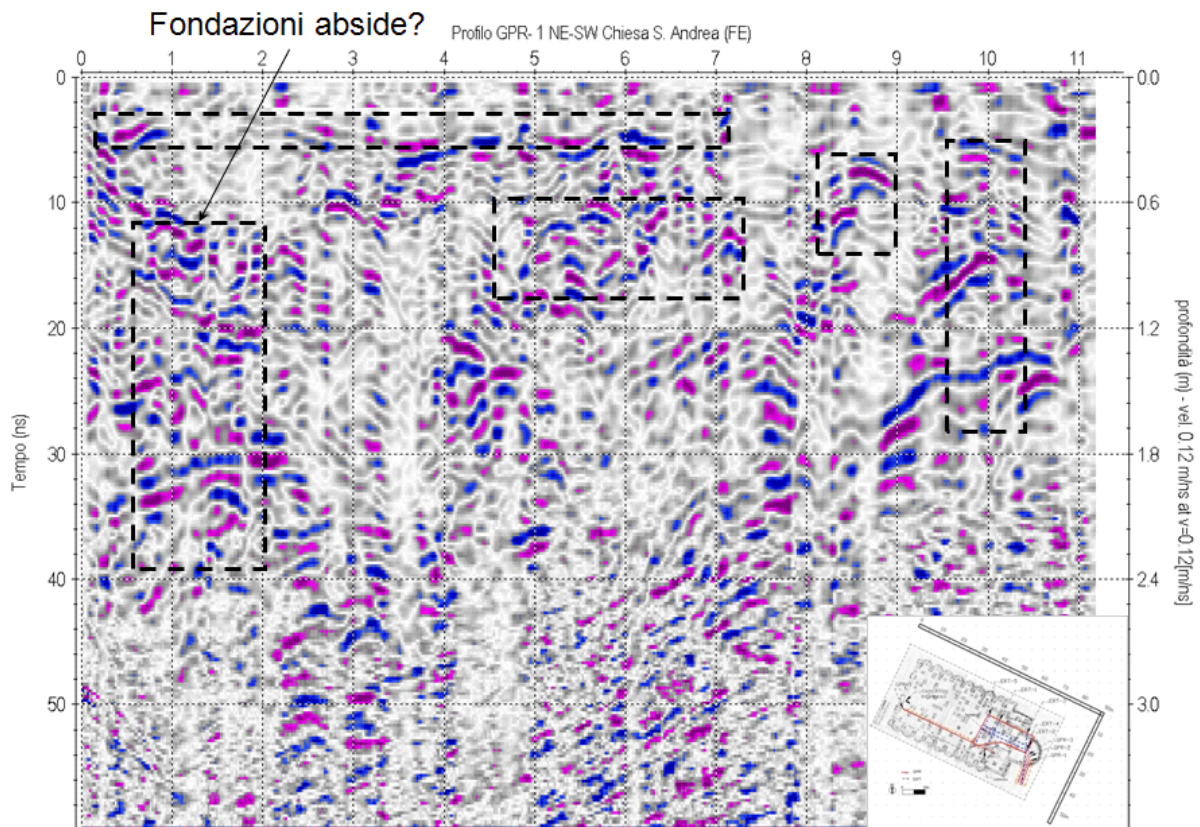 Fondazioni abside?
Profilo GPR- 1 NE-SW Chiesa S. Andrea (FE)
0 1 2 3 4 5 6 7 8 9 10 11
0 0.0
10 0.6
20 1.2
30 1.8
40 2.4
50 3.0
Tempo (ns)
profondità (m) - vel. 0.12 m/ns at v=0.12[m/ns]